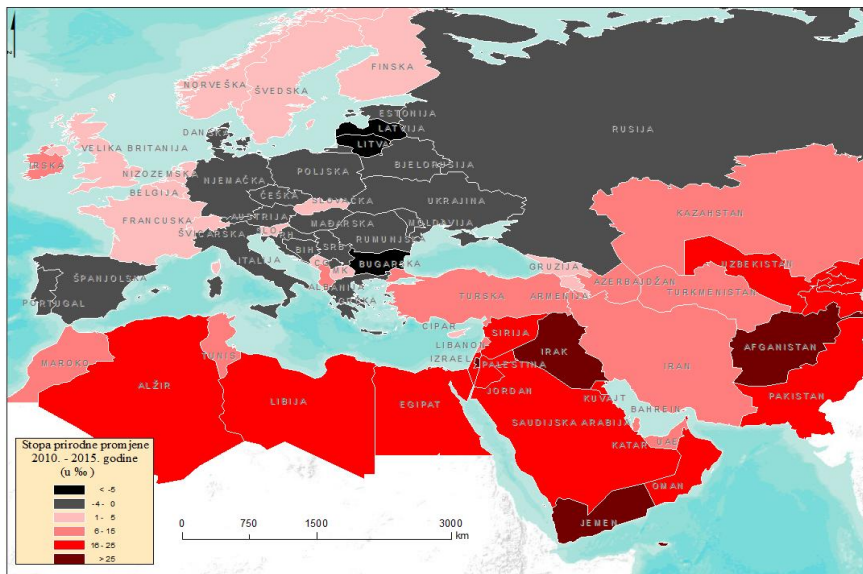 NORVEŠKA
ŠVEDSKA
FINSKA
ESTONIJA
LATVIJA
LITVA
RUSIJA
DANSKA
IRSKA
VELIKA BRITANIJA
NIZOZEMSKA
BELGIJA
NJEMAČKA
POLJSKA
BJELORUSIJA
ČEŠKA
SLOVAČKA
UKRAJINA
FRANCUSKA
AUSTRIJA
ŠVICARSKA
MAĐARSKA
MOLDAVIJA
SLO
RH
RUMUNJSKA
BIH
SRB
ITALIJA
BUGARSKA
MK
ALBANIJA
GRČKA
ŠPANJOLSKA
PORTUGAL
KAZAHSTAN
UZBEKISTAN
GRUZIJA
AZERBAJDŽAN
ARMENIJA
TURKMENISTAN
TURSKA
CIPAR
LIBANON
SIRIJA
IZRAEL
PALESTINA
IRAK
IRAN
AFGANISTAN
PAKISTAN
MAROKO
TUNIS
ALŽIR
LIBIJA
EGIPAT
JORDAN
KUVAJT
BAHREIN
SAUDIJSKA ARABIJA
KATAR
UAE
OMAN
JEMEN
Stopa prirodne promjene
2010. - 2015. godine
(u ‰ )
< -5
-4 - 0
1 - 5
6 - 15
16 - 25
> 25
0 750 1500 3000
km